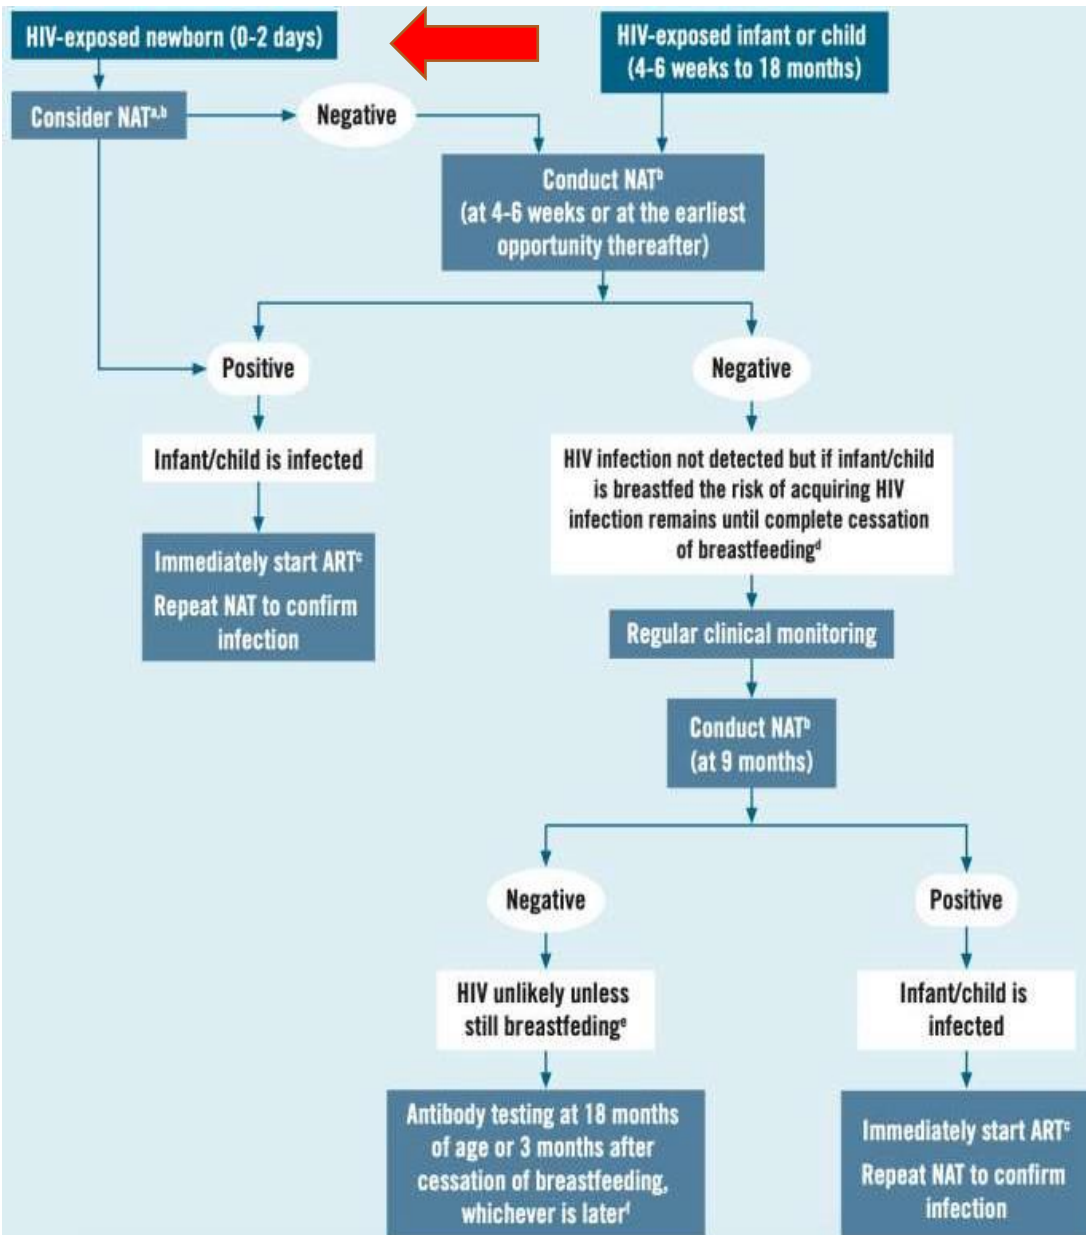 HIV-exposed newborn (0-2 days)
HIV-exposed infant or child
(4-6 weeks to 18 months)
Consider NATᵃ,ᵇ
Negative
Conduct NATᵇ
(at 4-6 weeks or at the earliest
opportunity thereafter)
Positive
Negative
Infant/child is infected
HIV infection not detected but if infant/child
is breastfed the risk of acquiring HIV
infection remains until complete cessation
of breastfeedingᵈ
Immediately start ARTᶜ
Repeat NAT to confirm
infection
Regular clinical monitoring
Conduct NATᵇ
(at 9 months)
Negative
Positive
HIV unlikely unless
still breastfedingᵉ
Infant/child is
infected
Antibody testing at 18 months
of age or 3 months after
cessation of breastfeeding,
whichever is laterᶠ
Immediately start ARTᶜ
Repeat NAT to confirm
infection